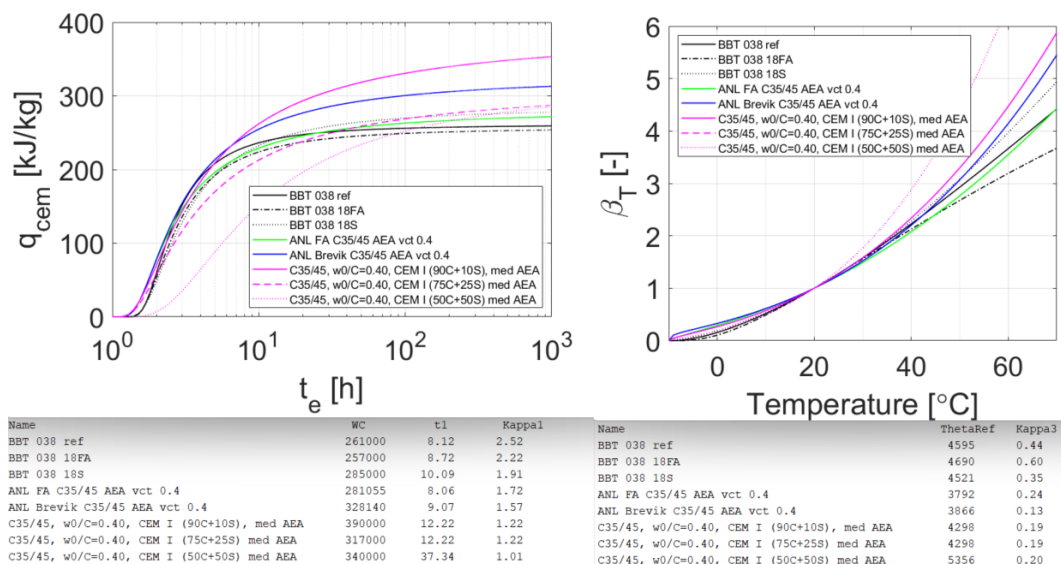 400
300
200
100
0
q_cem [kJ/kg]
BBT 038 ref
BBT 038 18FA
BBT 038 18S
ANL FA C35/45 AEA vct 0.4
ANL Brevik C35/45 AEA vct 0.4
C35/45, w0/C=0.40, CEM I (90C+10S), med AEA
C35/45, w0/C=0.40, CEM I (75C+25S) med AEA
C35/45, w0/C=0.40, CEM I (50C+50S) med AEA
10^0 10^1 10^2 10^3
t_e [h]
6
5
4
3
2
1
0
β_T [-]
BBT 038 ref
BBT 038 18FA
BBT 038 18S
ANL FA C35/45 AEA vct 0.4
ANL Brevik C35/45 AEA vct 0.4
C35/45, w0/C=0.40, CEM I (90C+10S), med AEA
C35/45, w0/C=0.40, CEM I (75C+25S) med AEA
C35/45, w0/C=0.40, CEM I (50C+50S) med AEA
0 20 40 60
Temperature [°C]
Name WC t1 Kappa1
BBT 038 ref 261000 8.12 2.52
BBT 038 18FA 257000 8.72 2.22
BBT 038 18S 285000 10.09 1.91
ANL FA C35/45 AEA vct 0.4 281055 8.06 1.72
ANL Brevik C35/45 AEA vct 0.4 328140 9.07 1.57
C35/45, w0/C=0.40, CEM I (90C+10S), med AEA 390000 12.22 1.22
C35/45, w0/C=0.40, CEM I (75C+25S) med AEA 317000 12.22 1.22
C35/45, w0/C=0.40, CEM I (50C+50S) med AEA 340000 37.34 1.01
Name ThetaRef Kappa3
BBT 038 ref 4595 0.44
BBT 038 18FA 4690 0.60
BBT 038 18S 4521 0.35
ANL FA C35/45 AEA vct 0.4 3792 0.24
ANL Brevik C35/45 AEA vct 0.4 3866 0.13
C35/45, w0/C=0.40, CEM I (90C+10S), med AEA 4298 0.19
C35/45, w0/C=0.40, CEM I (75C+25S) med AEA 4298 0.19
C35/45, w0/C=0.40, CEM I (50C+50S) med AEA 5356 0.20